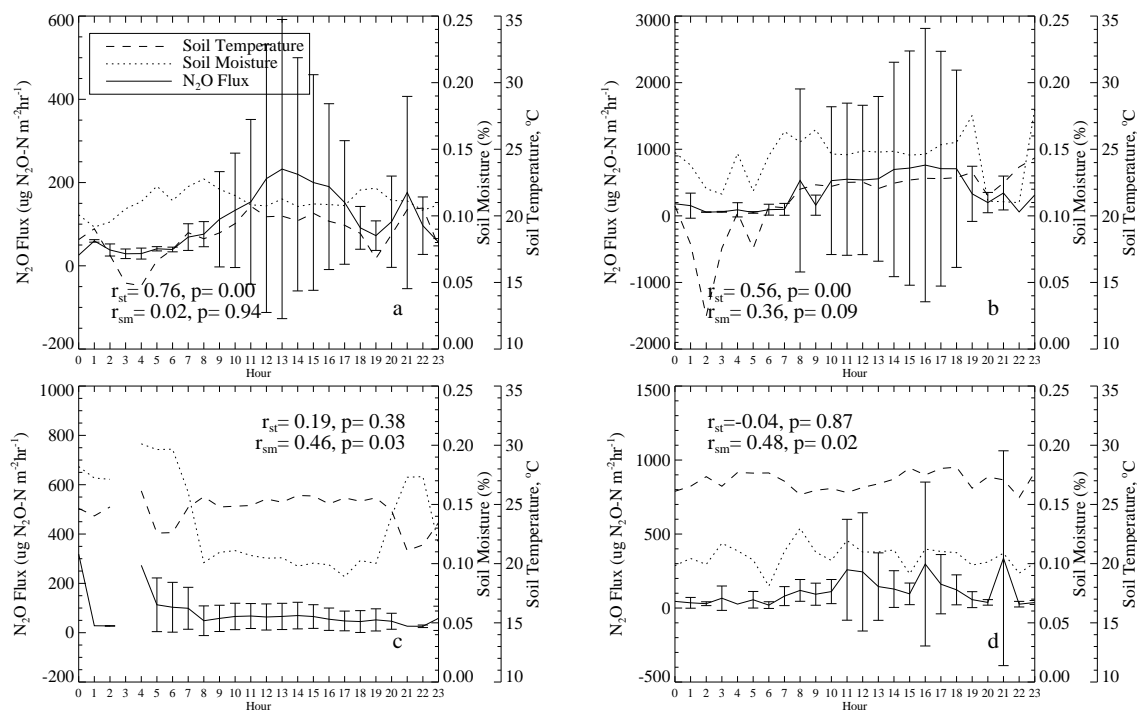 600
400
200
0
-200
N₂O Flux (ug N₂O-N m⁻²hr⁻¹)
Soil Temperature
Soil Moisture
N₂O Flux
r_st= 0.76, p= 0.00
r_sm= 0.02, p= 0.94
a
0 1 2 3 4 5 6 7 8 9 10 11 12 13 14 15 16 17 18 19 20 21 22 23
Hour
0.25
0.20
0.15
0.10
0.05
0.00
Soil Moisture (%)
35
30
25
20
15
10
Soil Temperature, ºC
3000
2000
1000
0
-1000
-2000
N₂O Flux (ug N₂O-N m⁻²hr⁻¹)
r_st= 0.56, p= 0.00
r_sm= 0.36, p= 0.09
b
0 1 2 3 4 5 6 7 8 9 10 11 12 13 14 15 16 17 18 19 20 21 22 23
Hour
0.25
0.20
0.15
0.10
0.05
0.00
Soil Moisture (%)
35
30
25
20
15
10
Soil Temperature, ºC
1000
800
600
400
200
0
-200
N₂O Flux (ug N₂O-N m⁻²hr⁻¹)
r_st= 0.19, p= 0.38
r_sm= 0.46, p= 0.03
c
0 1 2 3 4 5 6 7 8 9 10 11 12 13 14 15 16 17 18 19 20 21 22 23
Hour
0.25
0.20
0.15
0.10
0.05
0.00
Soil Moisture (%)
35
30
25
20
15
10
Soil Temperature, ºC
1500
1000
500
0
-500
N₂O Flux (ug N₂O-N m⁻²hr⁻¹)
r_st= -0.04, p= 0.87
r_sm= 0.48, p= 0.02
d
0 1 2 3 4 5 6 7 8 9 10 11 12 13 14 15 16 17 18 19 20 21 22 23
Hour
0.25
0.20
0.15
0.10
0.05
0.00
Soil Moisture (%)
35
30
25
20
15
10
Soil Temperature, ºC